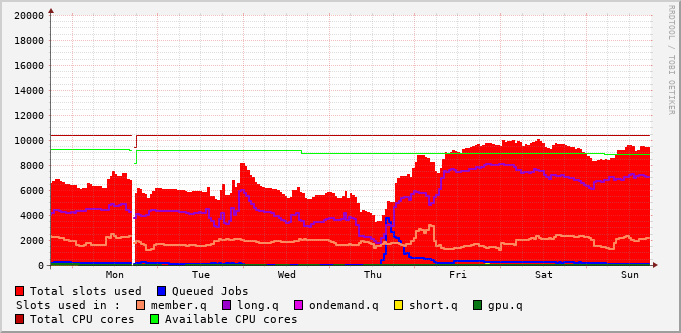 20000
18000
16000
14000
12000
10000
8000
6000
4000
2000
0
Mon Tue Wed Thu Fri Sat Sun
RRDTOOL / TOBI OETIKER
Total slots used Queued Jobs
Slots used in : member.q long.q ondemand.q short.q gpu.q
Total CPU cores Available CPU cores